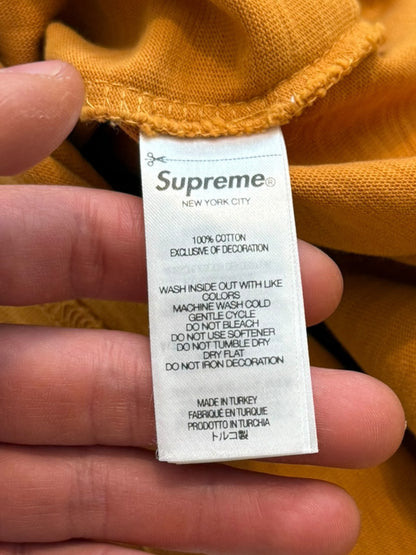 Supreme®
NEW YORK CITY
100% COTTON
EXCLUSIVE OF DECORATION
WASH INSIDE OUT WITH LIKE
COLORS
MACHINE WASH COLD
GENTLE CYCLE
DO NOT BLEACH
DO NOT USE SOFTENER
DO NOT TUMBLE DRY
DRY FLAT
DO NOT IRON DECORATION
MADE IN TURKEY
FABRIQUÉ EN TURQUIE
PRODOTTO IN TURCHIA
トルコ製